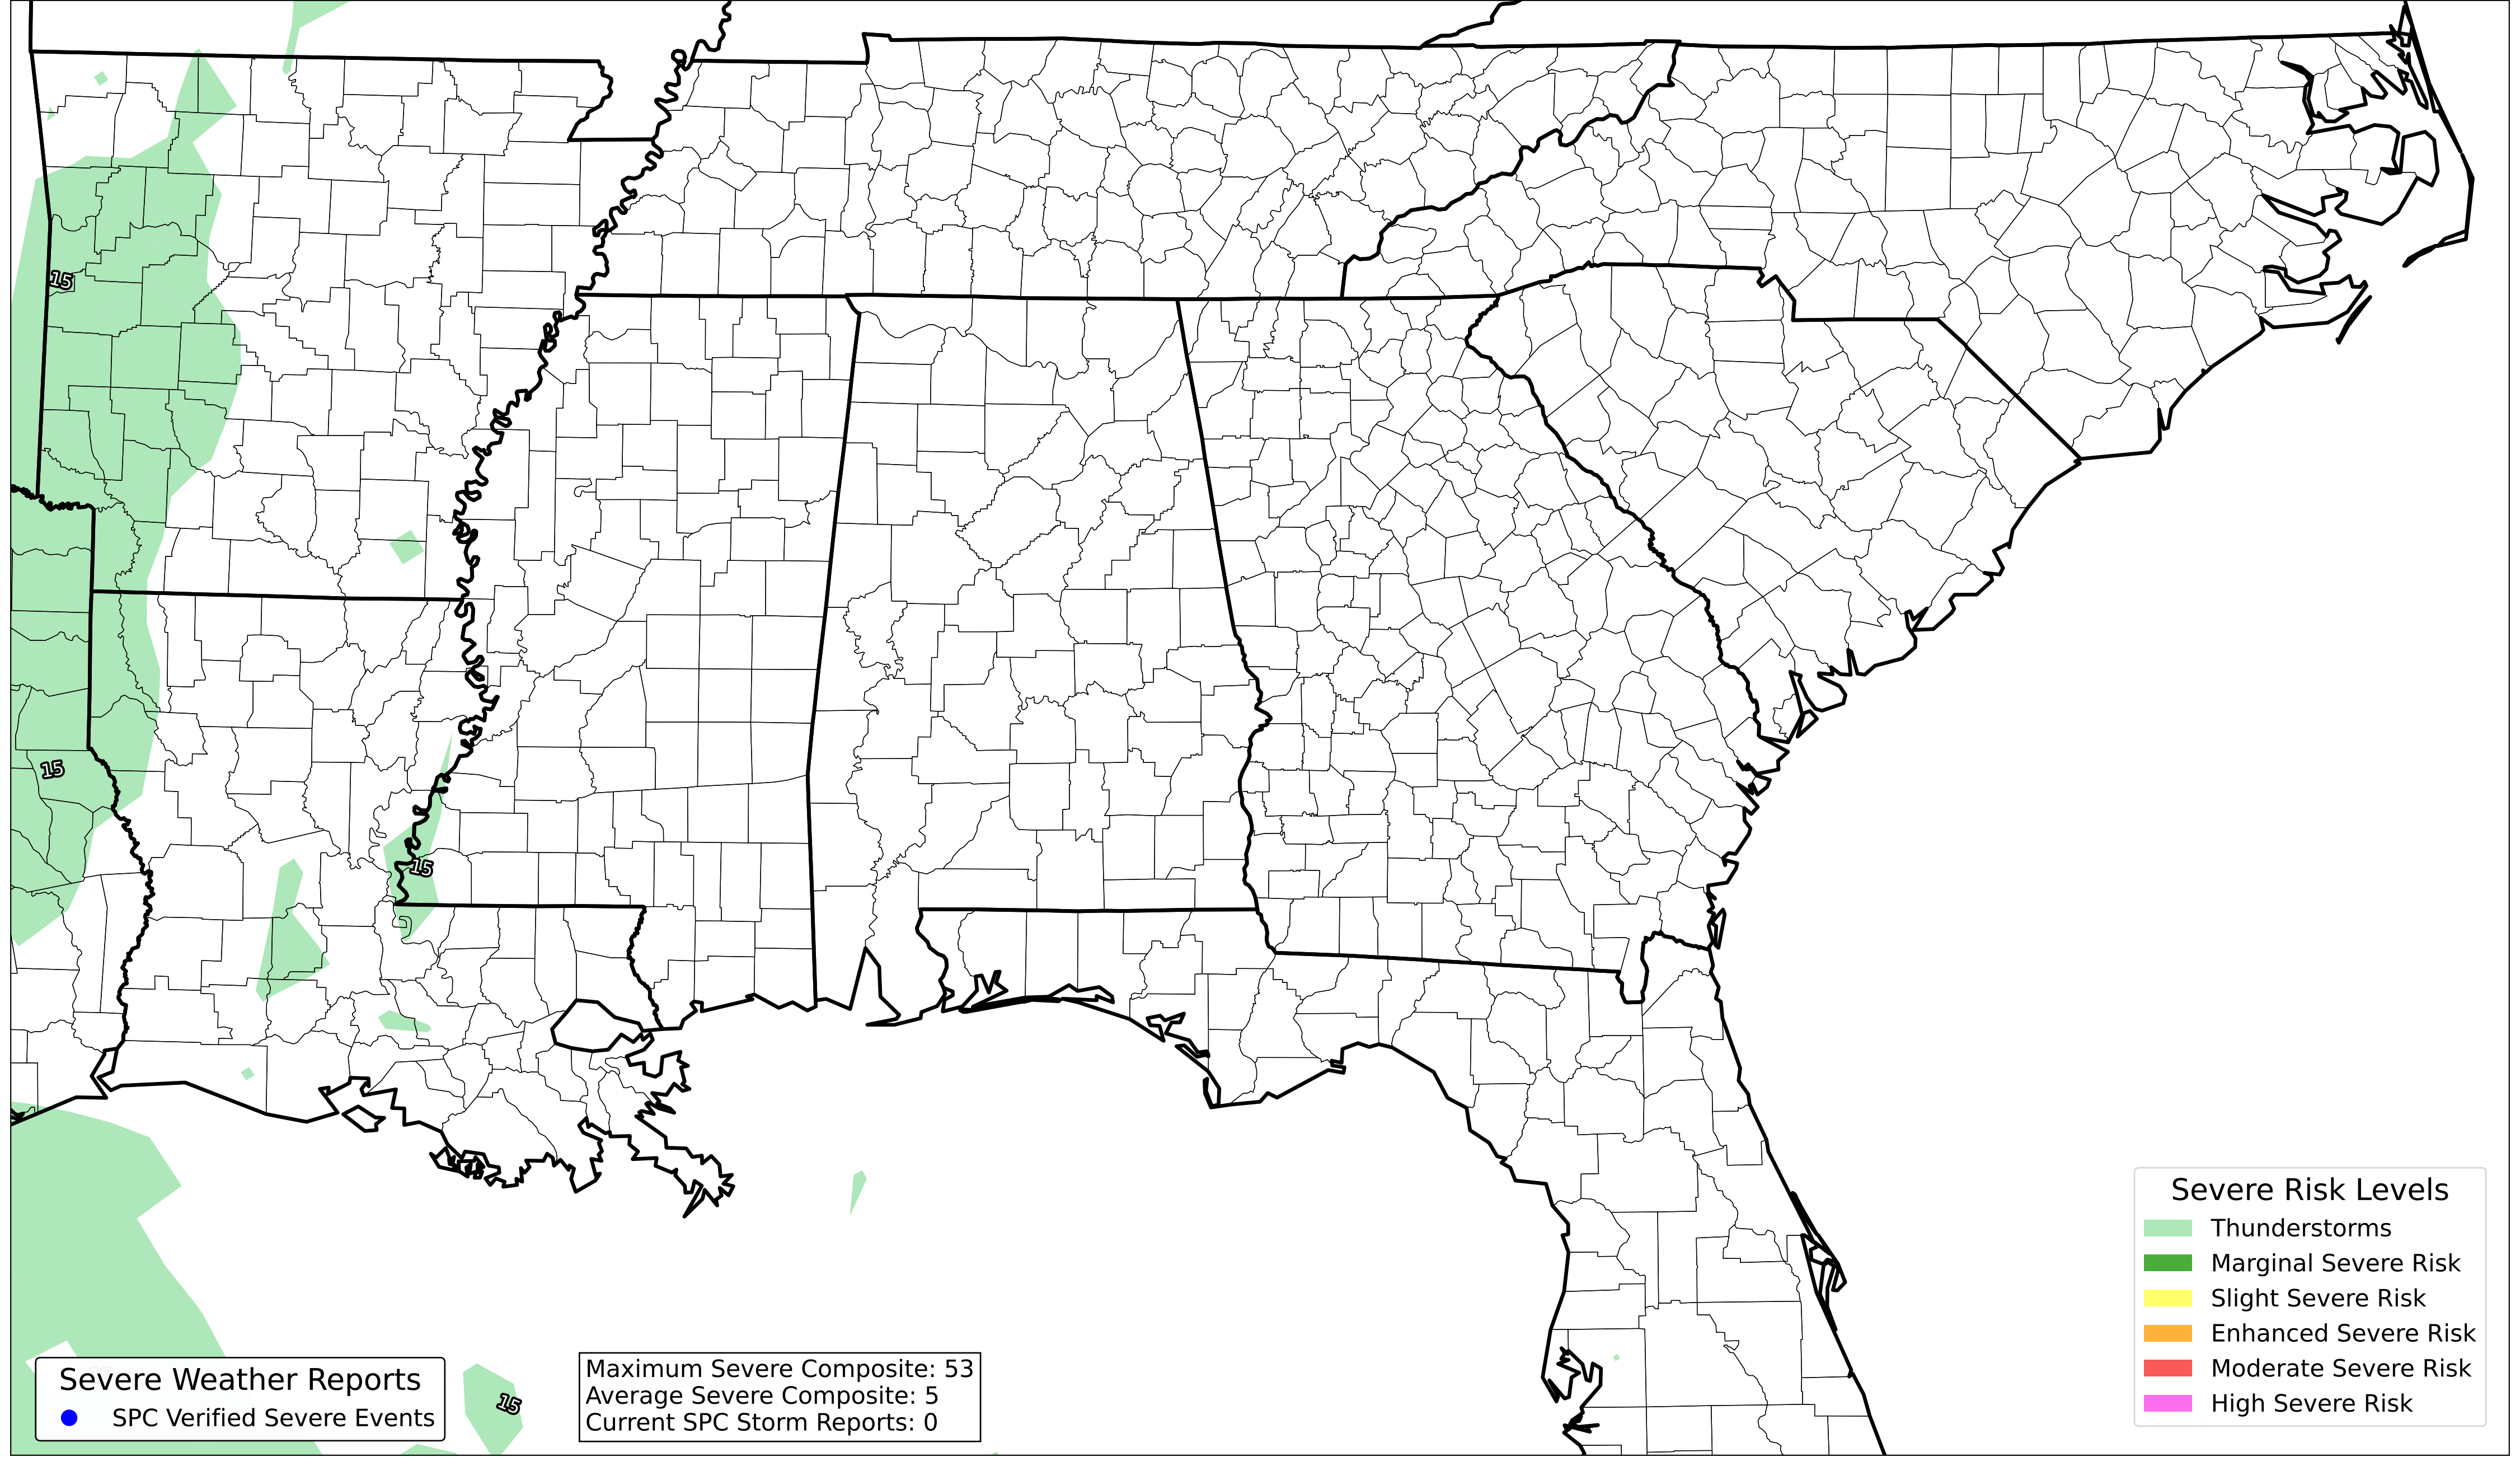 15
15
15
15
Severe Weather Reports
SPC Verified Severe Events
Maximum Severe Composite: 53
Average Severe Composite: 5
Current SPC Storm Reports: 0
Severe Risk Levels
Thunderstorms
Marginal Severe Risk
Slight Severe Risk
Enhanced Severe Risk
Moderate Severe Risk
High Severe Risk